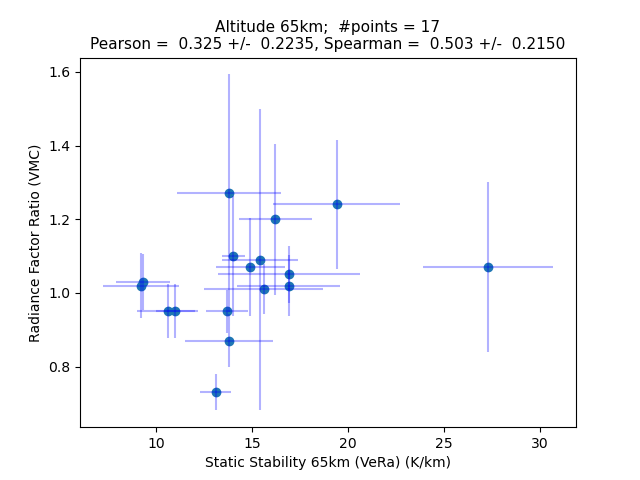 Altitude 65km;  #points = 17
Pearson =  0.325 +/-  0.2235, Spearman =  0.503 +/-  0.2150
1.6
1.4
1.2
1.0
0.8
Radiance Factor Ratio (VMC)
10
15
20
25
30
Static Stability 65km (VeRa) (K/km)